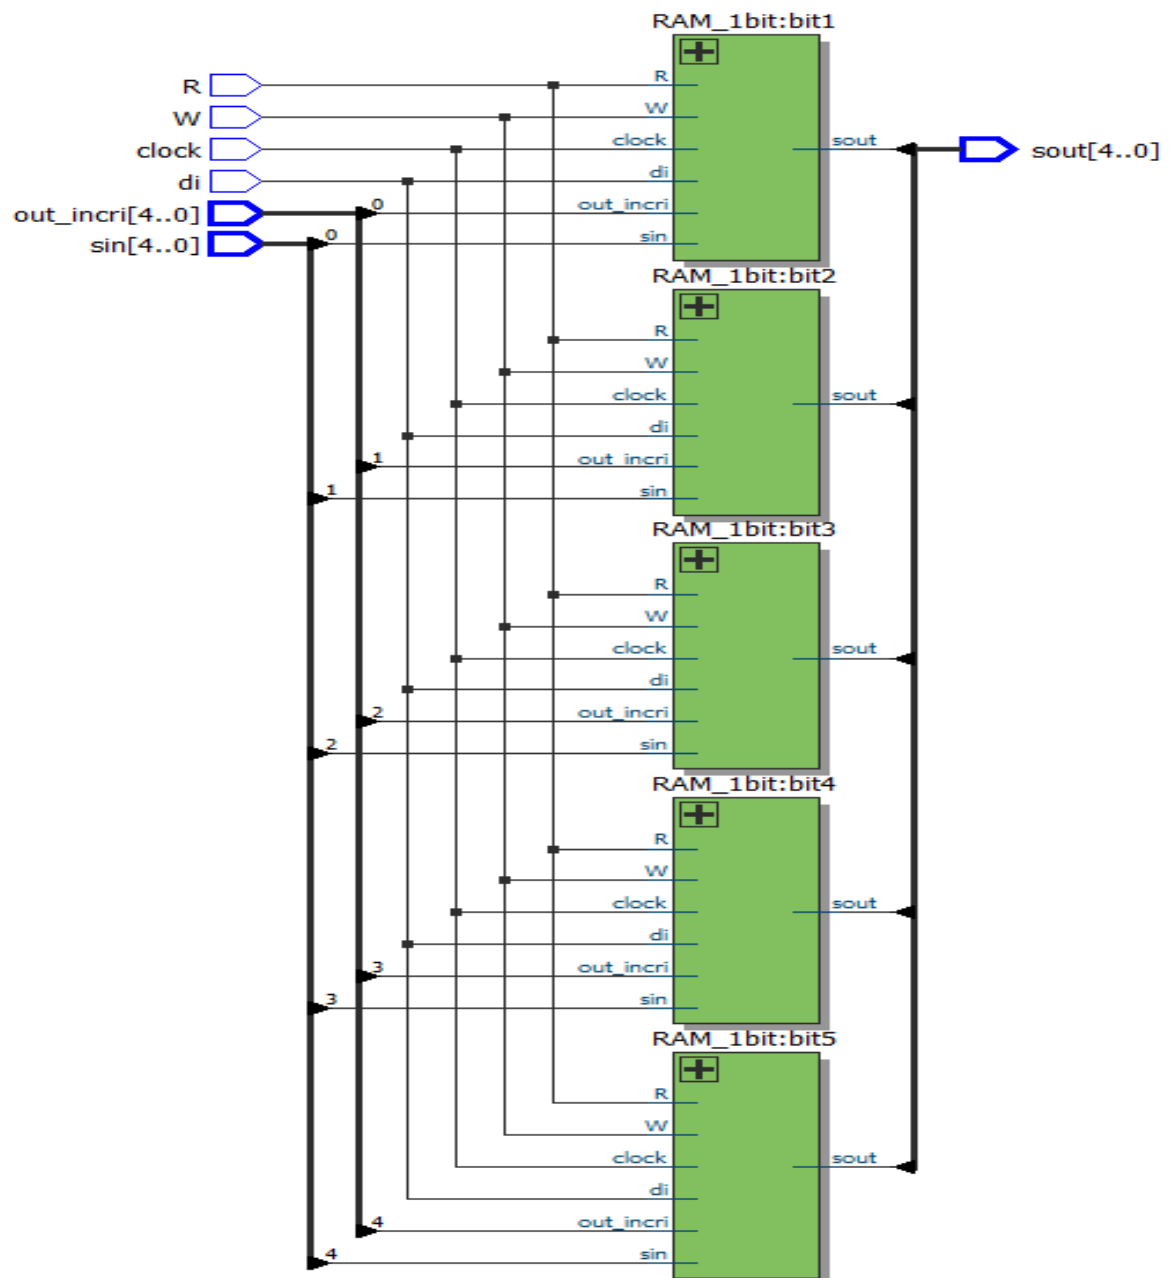 RAM_1bit:bit1
R
W
clock
di
out_incri[4..0]
sin[4..0]
0
0
R
W
clock
di
out_incri
sin
sout
sout[4..0]
RAM_1bit:bit2
R
W
clock
di
out_incri
sin
1
1
sout
RAM_1bit:bit3
R
W
clock
di
out_incri
sin
2
2
sout
RAM_1bit:bit4
R
W
clock
di
out_incri
sin
3
3
sout
RAM_1bit:bit5
R
W
clock
di
out_incri
sin
4
4
sout